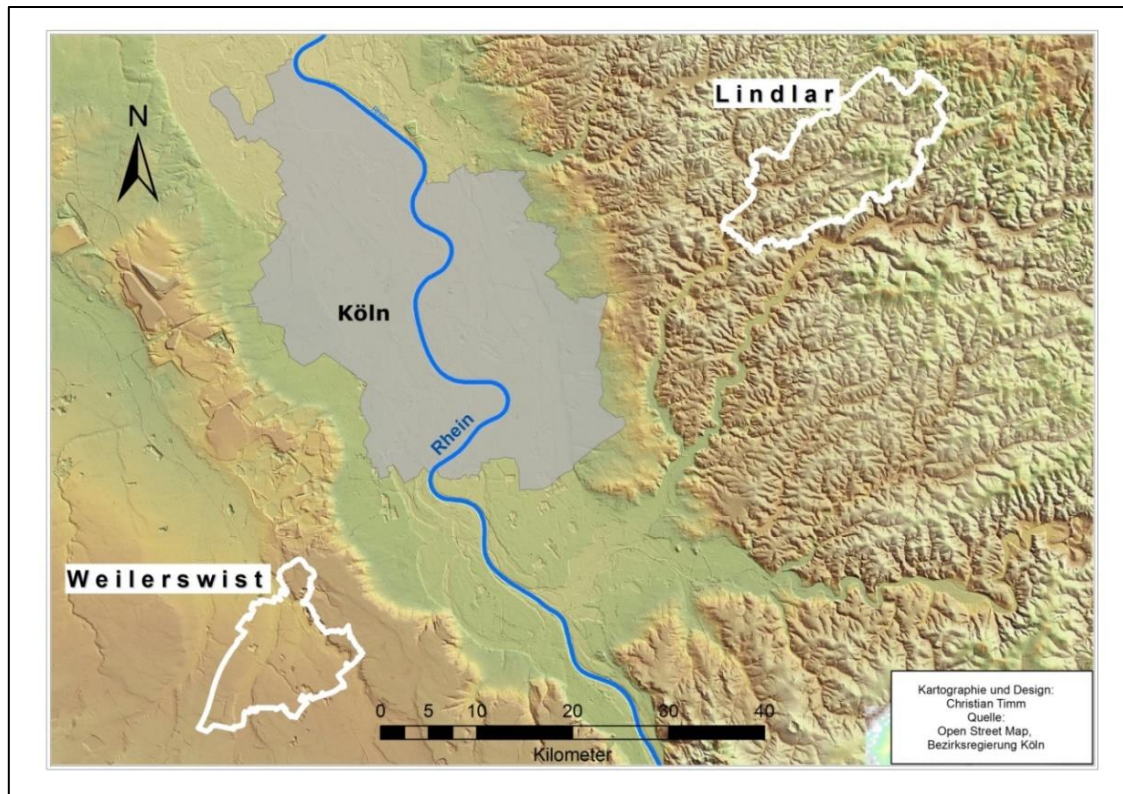 Lindlar
N
Köln
Rhein
Weilerswist
0 5 10 20 30 40
Kilometer
Kartographie und Design:
Christian Timm
Quelle:
Open Street Map,
Bezirksregierung Köln